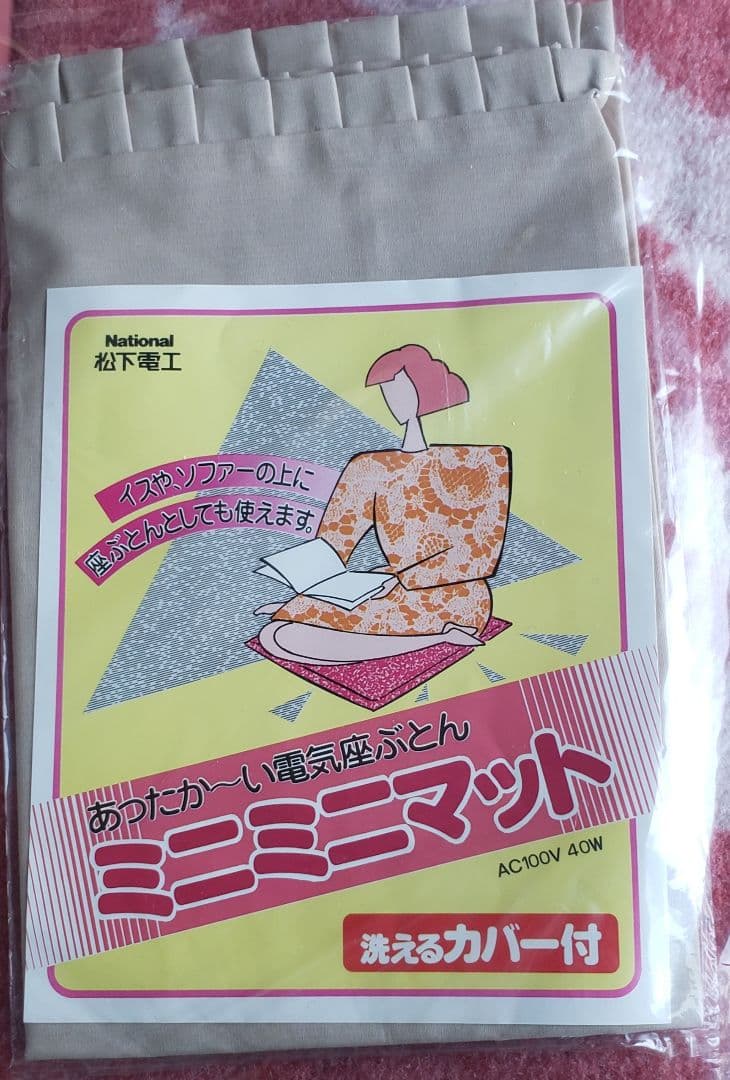 National
松下電工
イスや、ソファーの上に
座ぶとんとしても使えます。
あったか〜い電気座ぶとん
ミニミニマット
AC100V 40W
洗えるカバー付